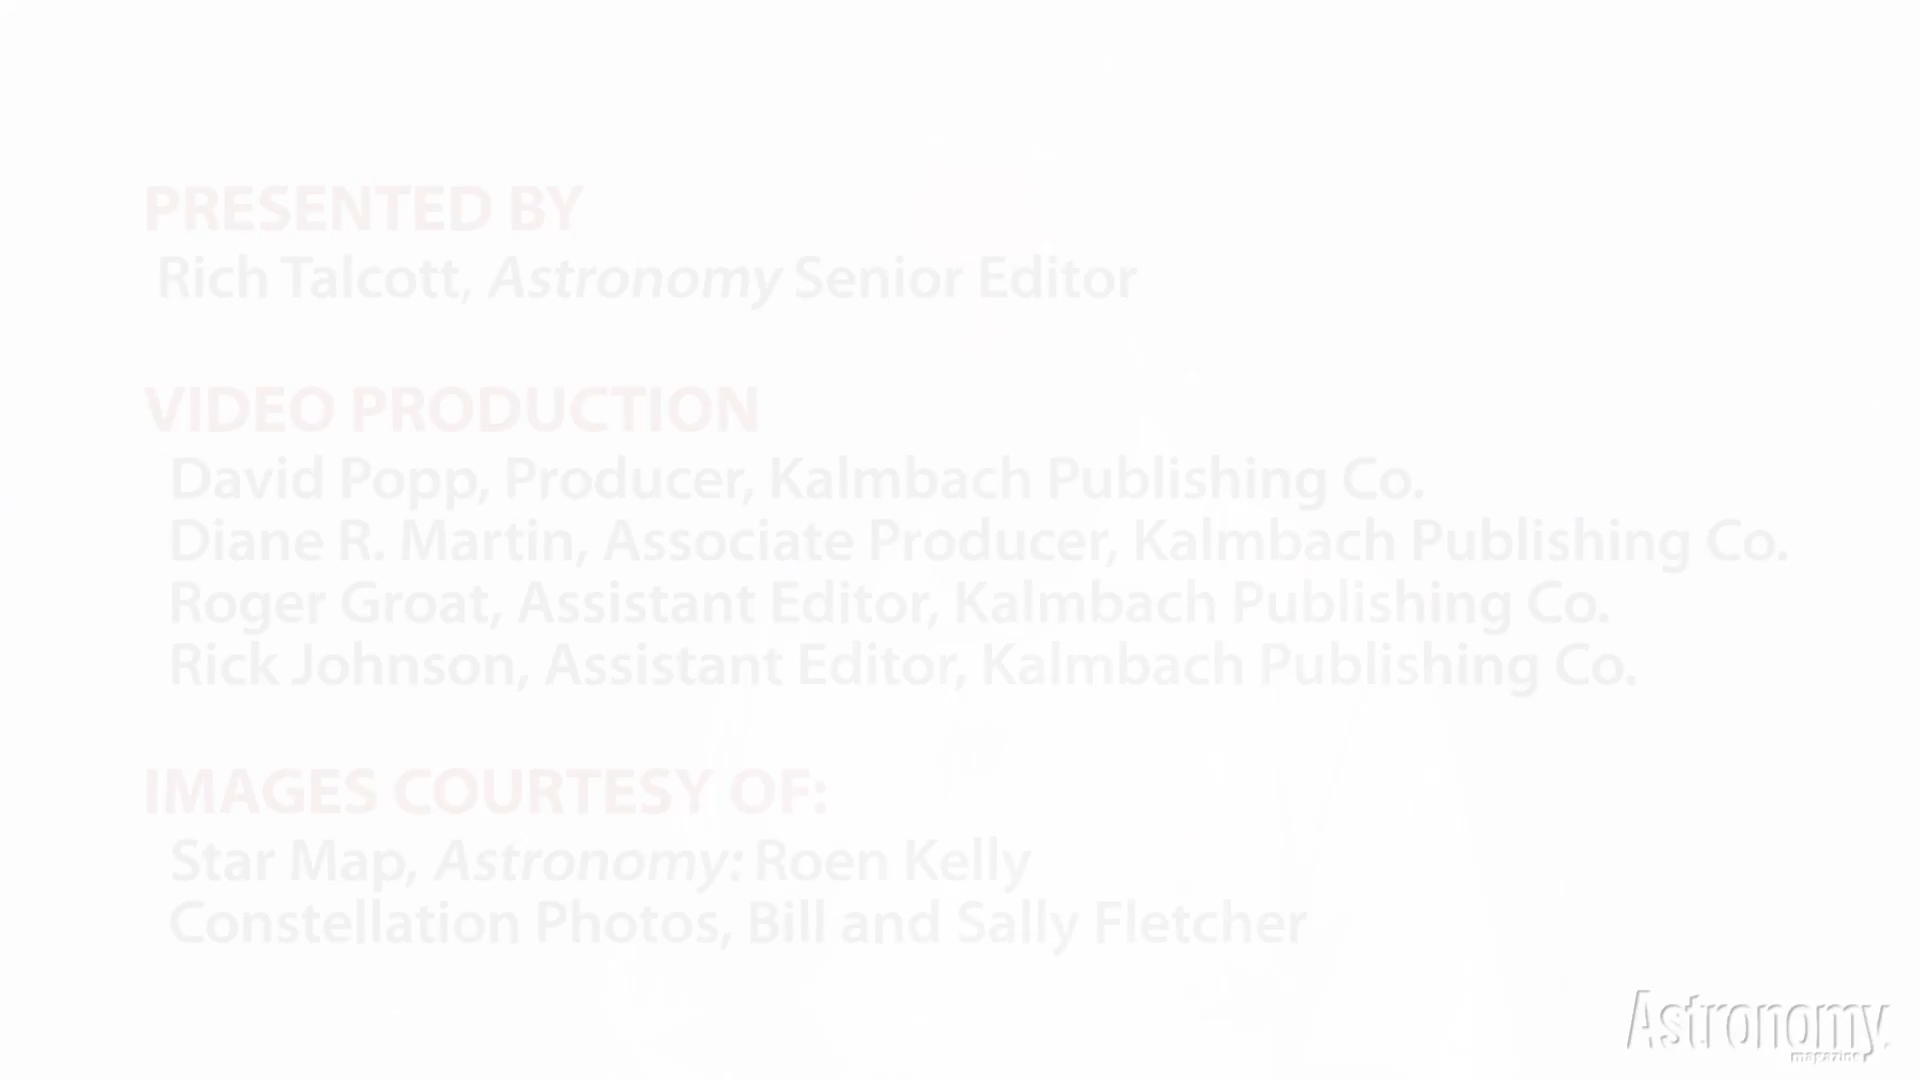 PRESENTED BY
Rich Talcott, Astronomy Senior Editor
VIDEO PRODUCTION
David Popp, Producer, Kalmbach Publishing Co.
Diane R. Martin, Associate Producer, Kalmbach Publishing Co.
Roger Groat, Assistant Editor, Kalmbach Publishing Co.
Rick Johnson, Assistant Editor, Kalmbach Publishing Co.
IMAGES COURTESY OF:
Star Map, Astronomy: Roen Kelly
Constellation Photos, Bill and Sally Fletcher
Astronomy
magazine